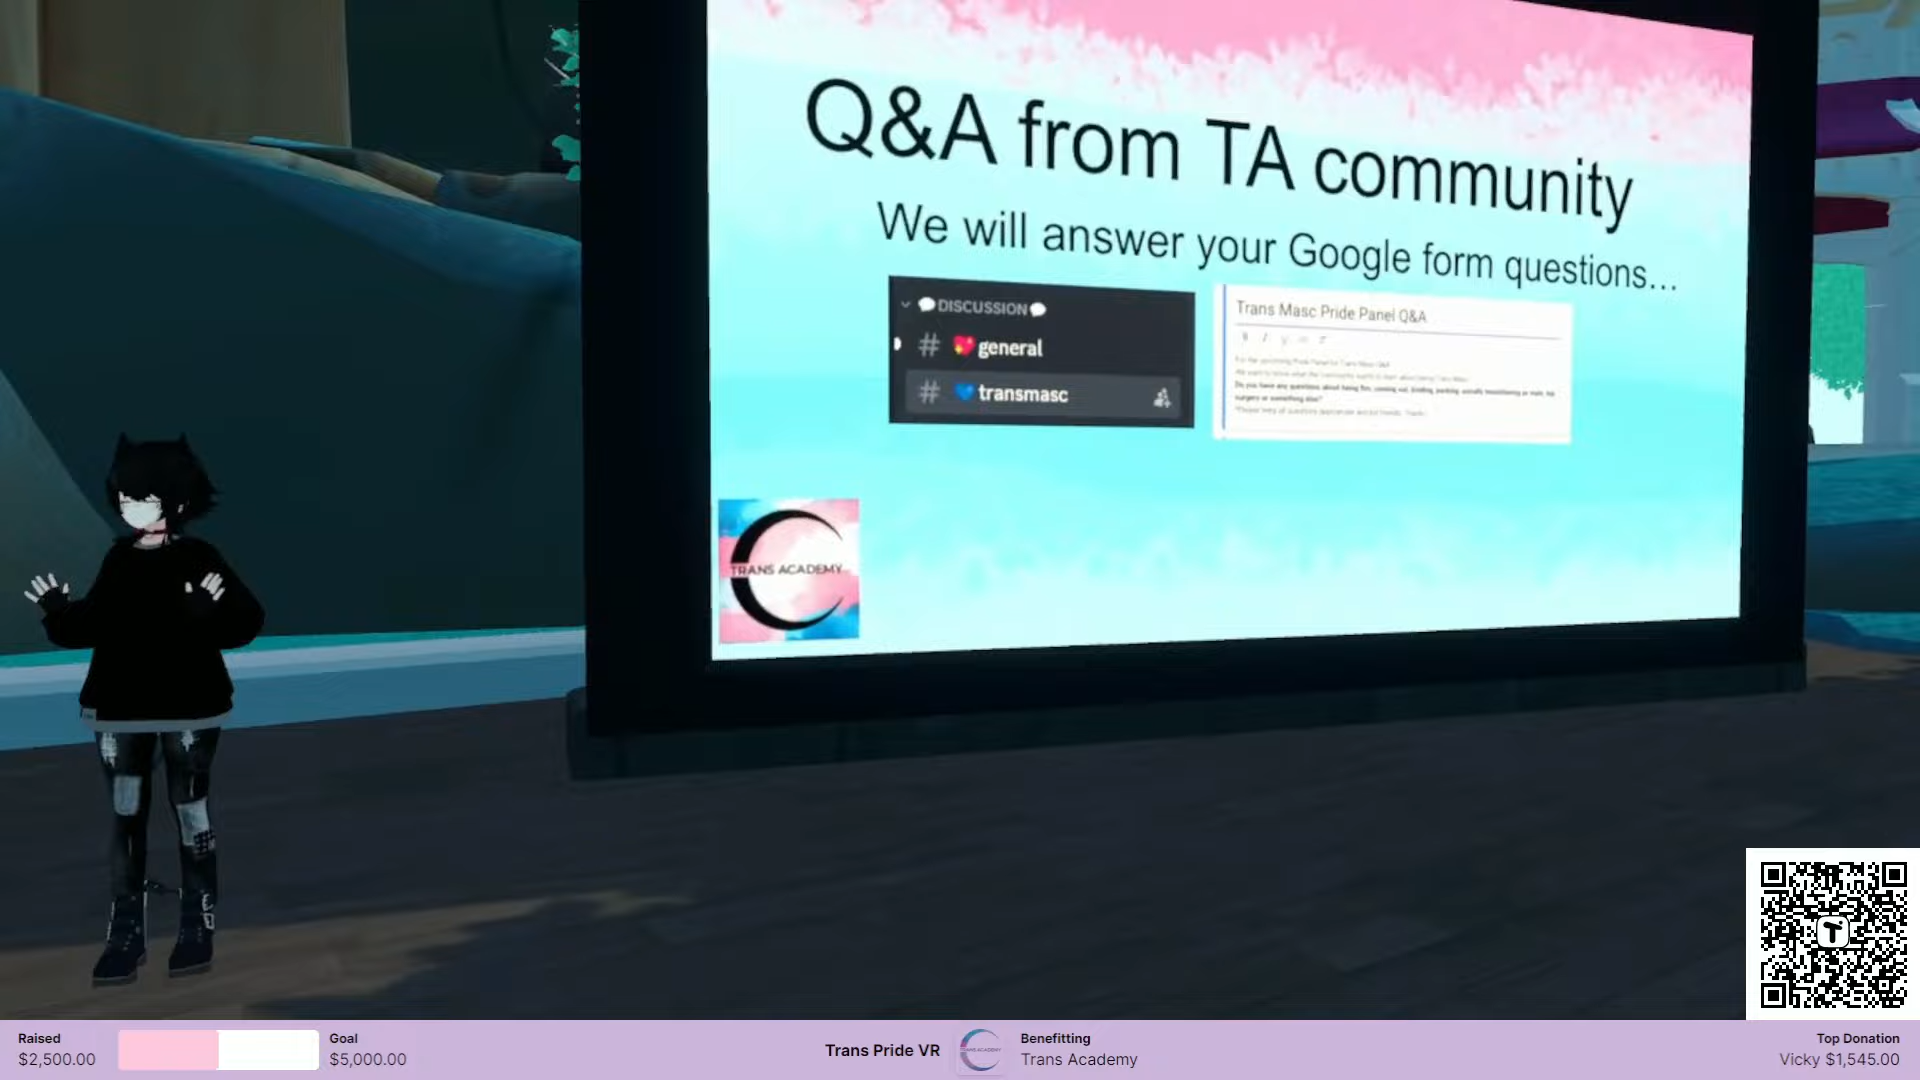 Q&A from TA community
We will answer your Google form questions...
DISCUSSION
# general
# transmasc
Trans Masc Pride Panel Q&A
TRANS ACADEMY
T
Raised
$2,500.00
Goal
$5,000.00
Trans Pride VR
TRANS ACADEMY
Benefitting
Trans Academy
Top Donation
Vicky $1,545.00